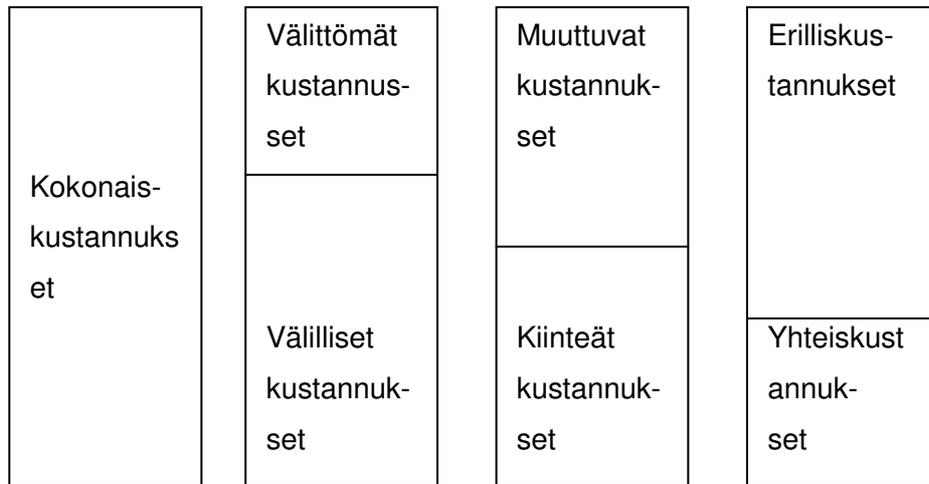 Kokonais-
kustannuks
et
Välittömät
kustannus-
set
Välilliset
kustannuk-
set
Muuttuvat
kustannuk-
set
Kiinteät
kustannuk-
set
Erilliskus-
tannukset
Yhteiskust
annuk-
set